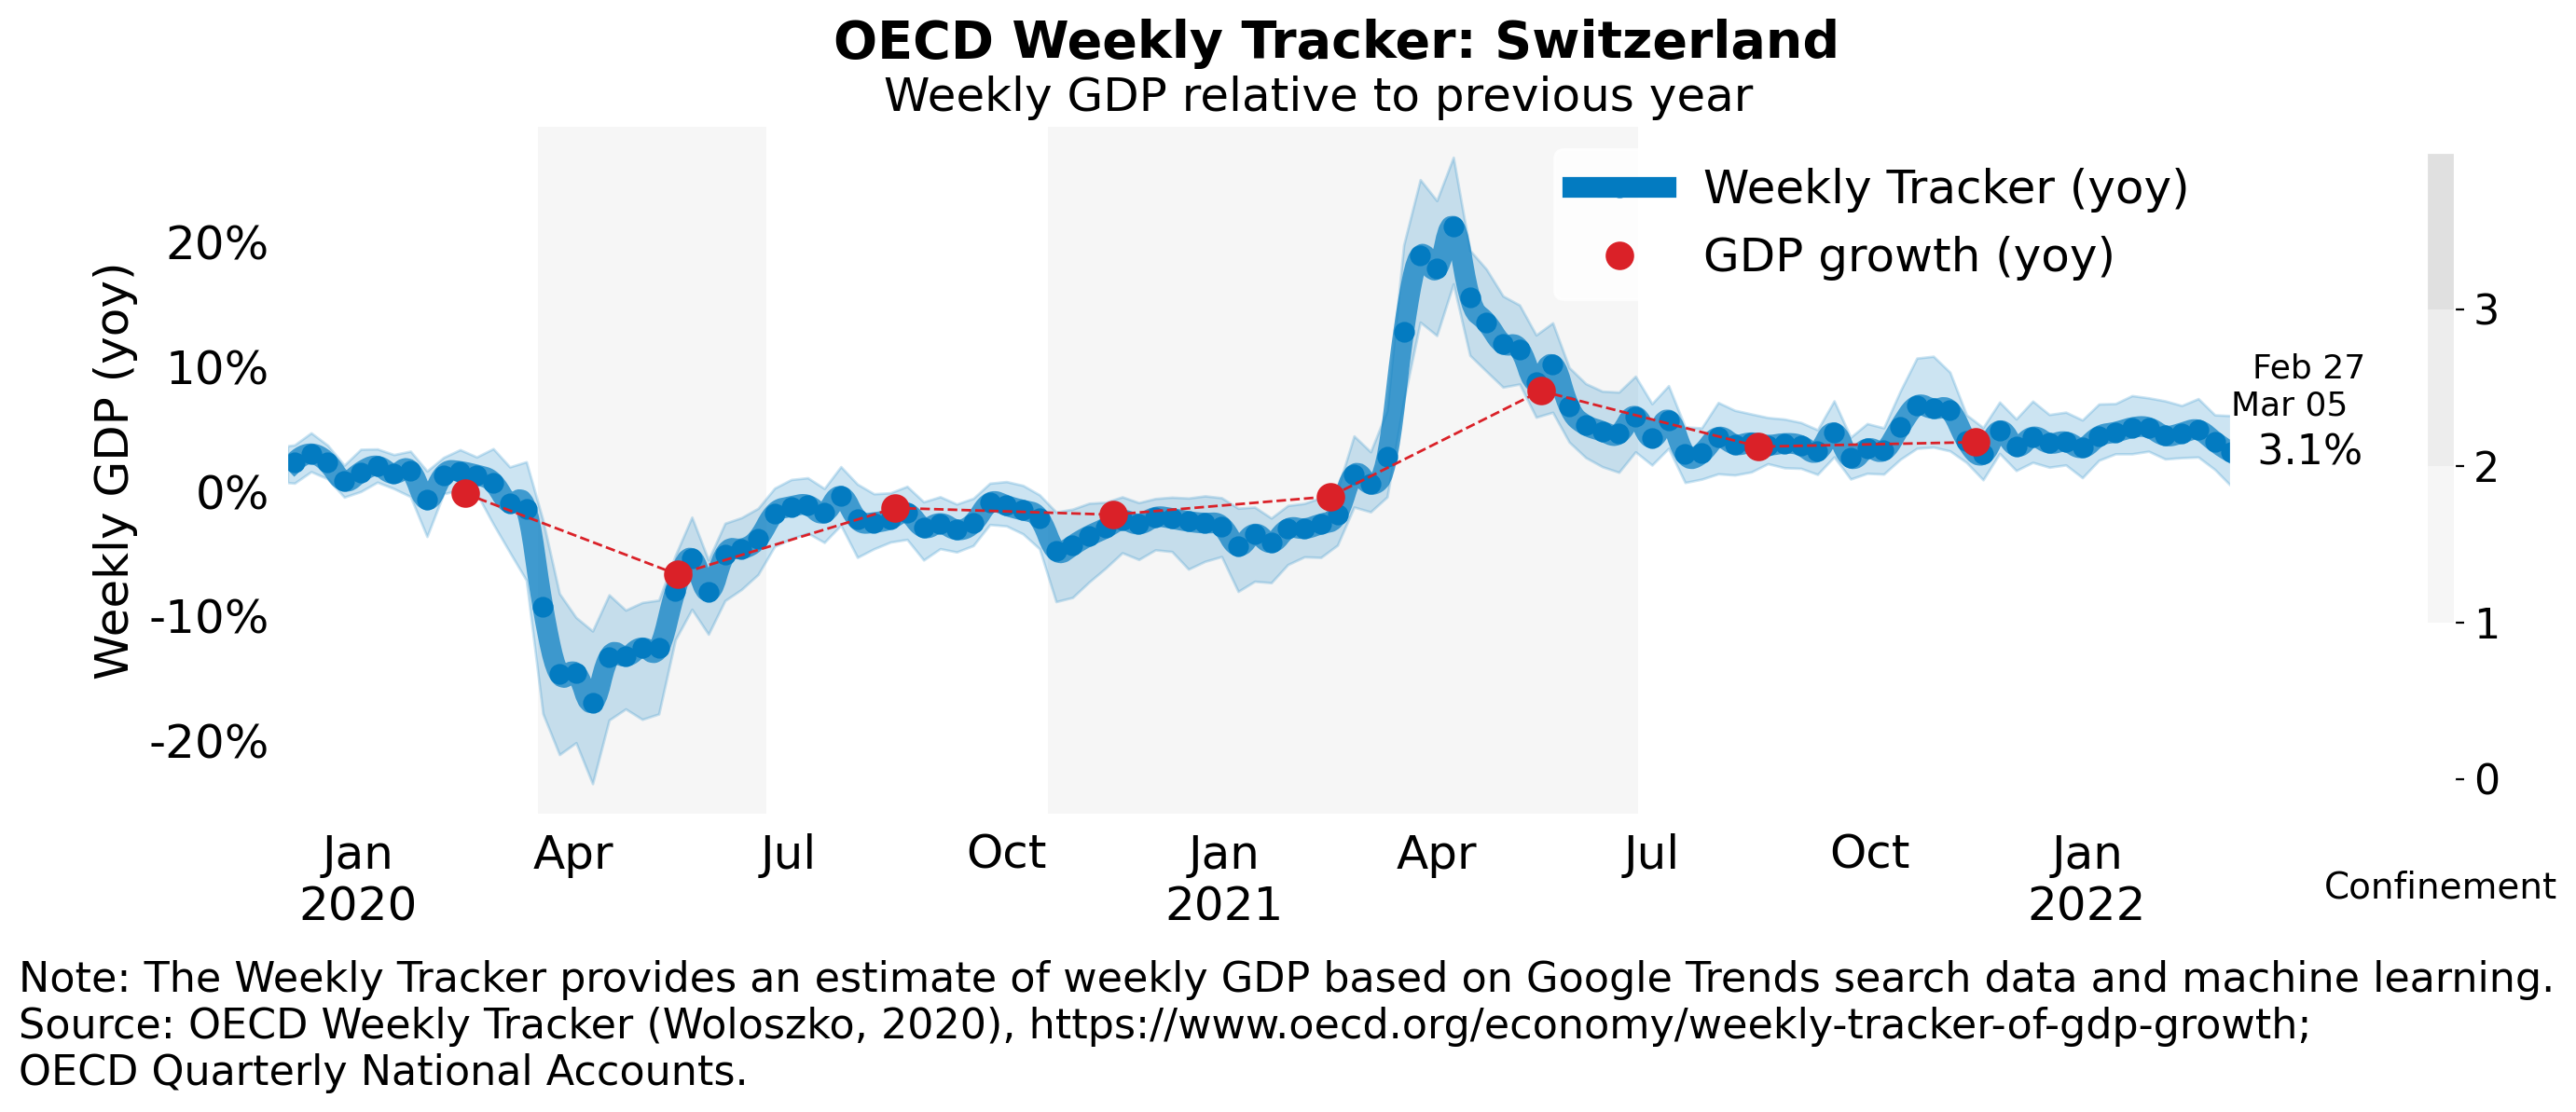 OECD Weekly Tracker: Switzerland
Weekly GDP relative to previous year
Weekly GDP (yoy)
20%
10%
0%
-10%
-20%
Weekly Tracker (yoy)
GDP growth (yoy)
Feb 27
Mar 05
3.1%
3
2
1
0
Confinement
Jan Apr Jul Oct Jan Apr Jul Oct Jan
2020 2021 2022
Note: The Weekly Tracker provides an estimate of weekly GDP based on Google Trends search data and machine learning.
Source: OECD Weekly Tracker (Woloszko, 2020), https://www.oecd.org/economy/weekly-tracker-of-gdp-growth;
OECD Quarterly National Accounts.